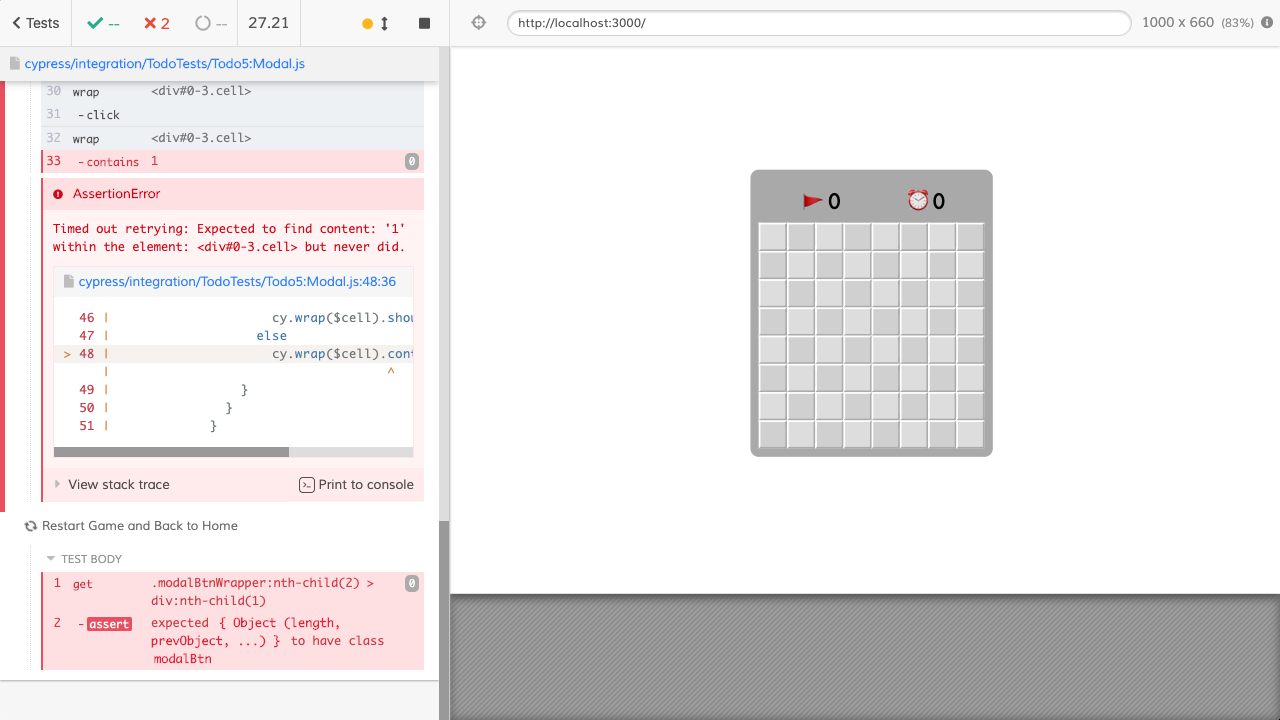 Tests
--
2
--
27.21
http://localhost:3000/
1000 x 660 (83%)
cypress/integration/TodoTests/Todo5:Modal.js
30 wrap <div#0-3.cell>
31 -click
32 wrap <div#0-3.cell>
33 -contains 1 0
AssertionError
Timed out retrying: Expected to find content: '1'
within the element: <div#0-3.cell> but never did.
cypress/integration/TodoTests/Todo5:Modal.js:48:36
46 | cy.wrap($cell).shou
47 | else
> 48 | cy.wrap($cell).cont
| ^
49 | }
50 | }
51 | }
View stack trace
Print to console
Restart Game and Back to Home
TEST BODY
1 get .modalBtnWrapper:nth-child(2) > 0
div:nth-child(1)
2 -assert expected { Object (length,
prevObject, ...) } to have class
modalBtn
0
0